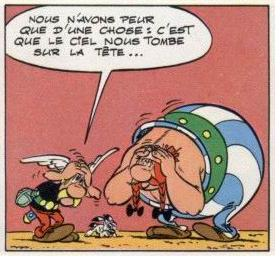 NOUS N'AVONS PEUR
QUE D'UNE CHOSE : C'EST
QUE LE CIEL NOUS TOMBE
SUR LA TÊTE...